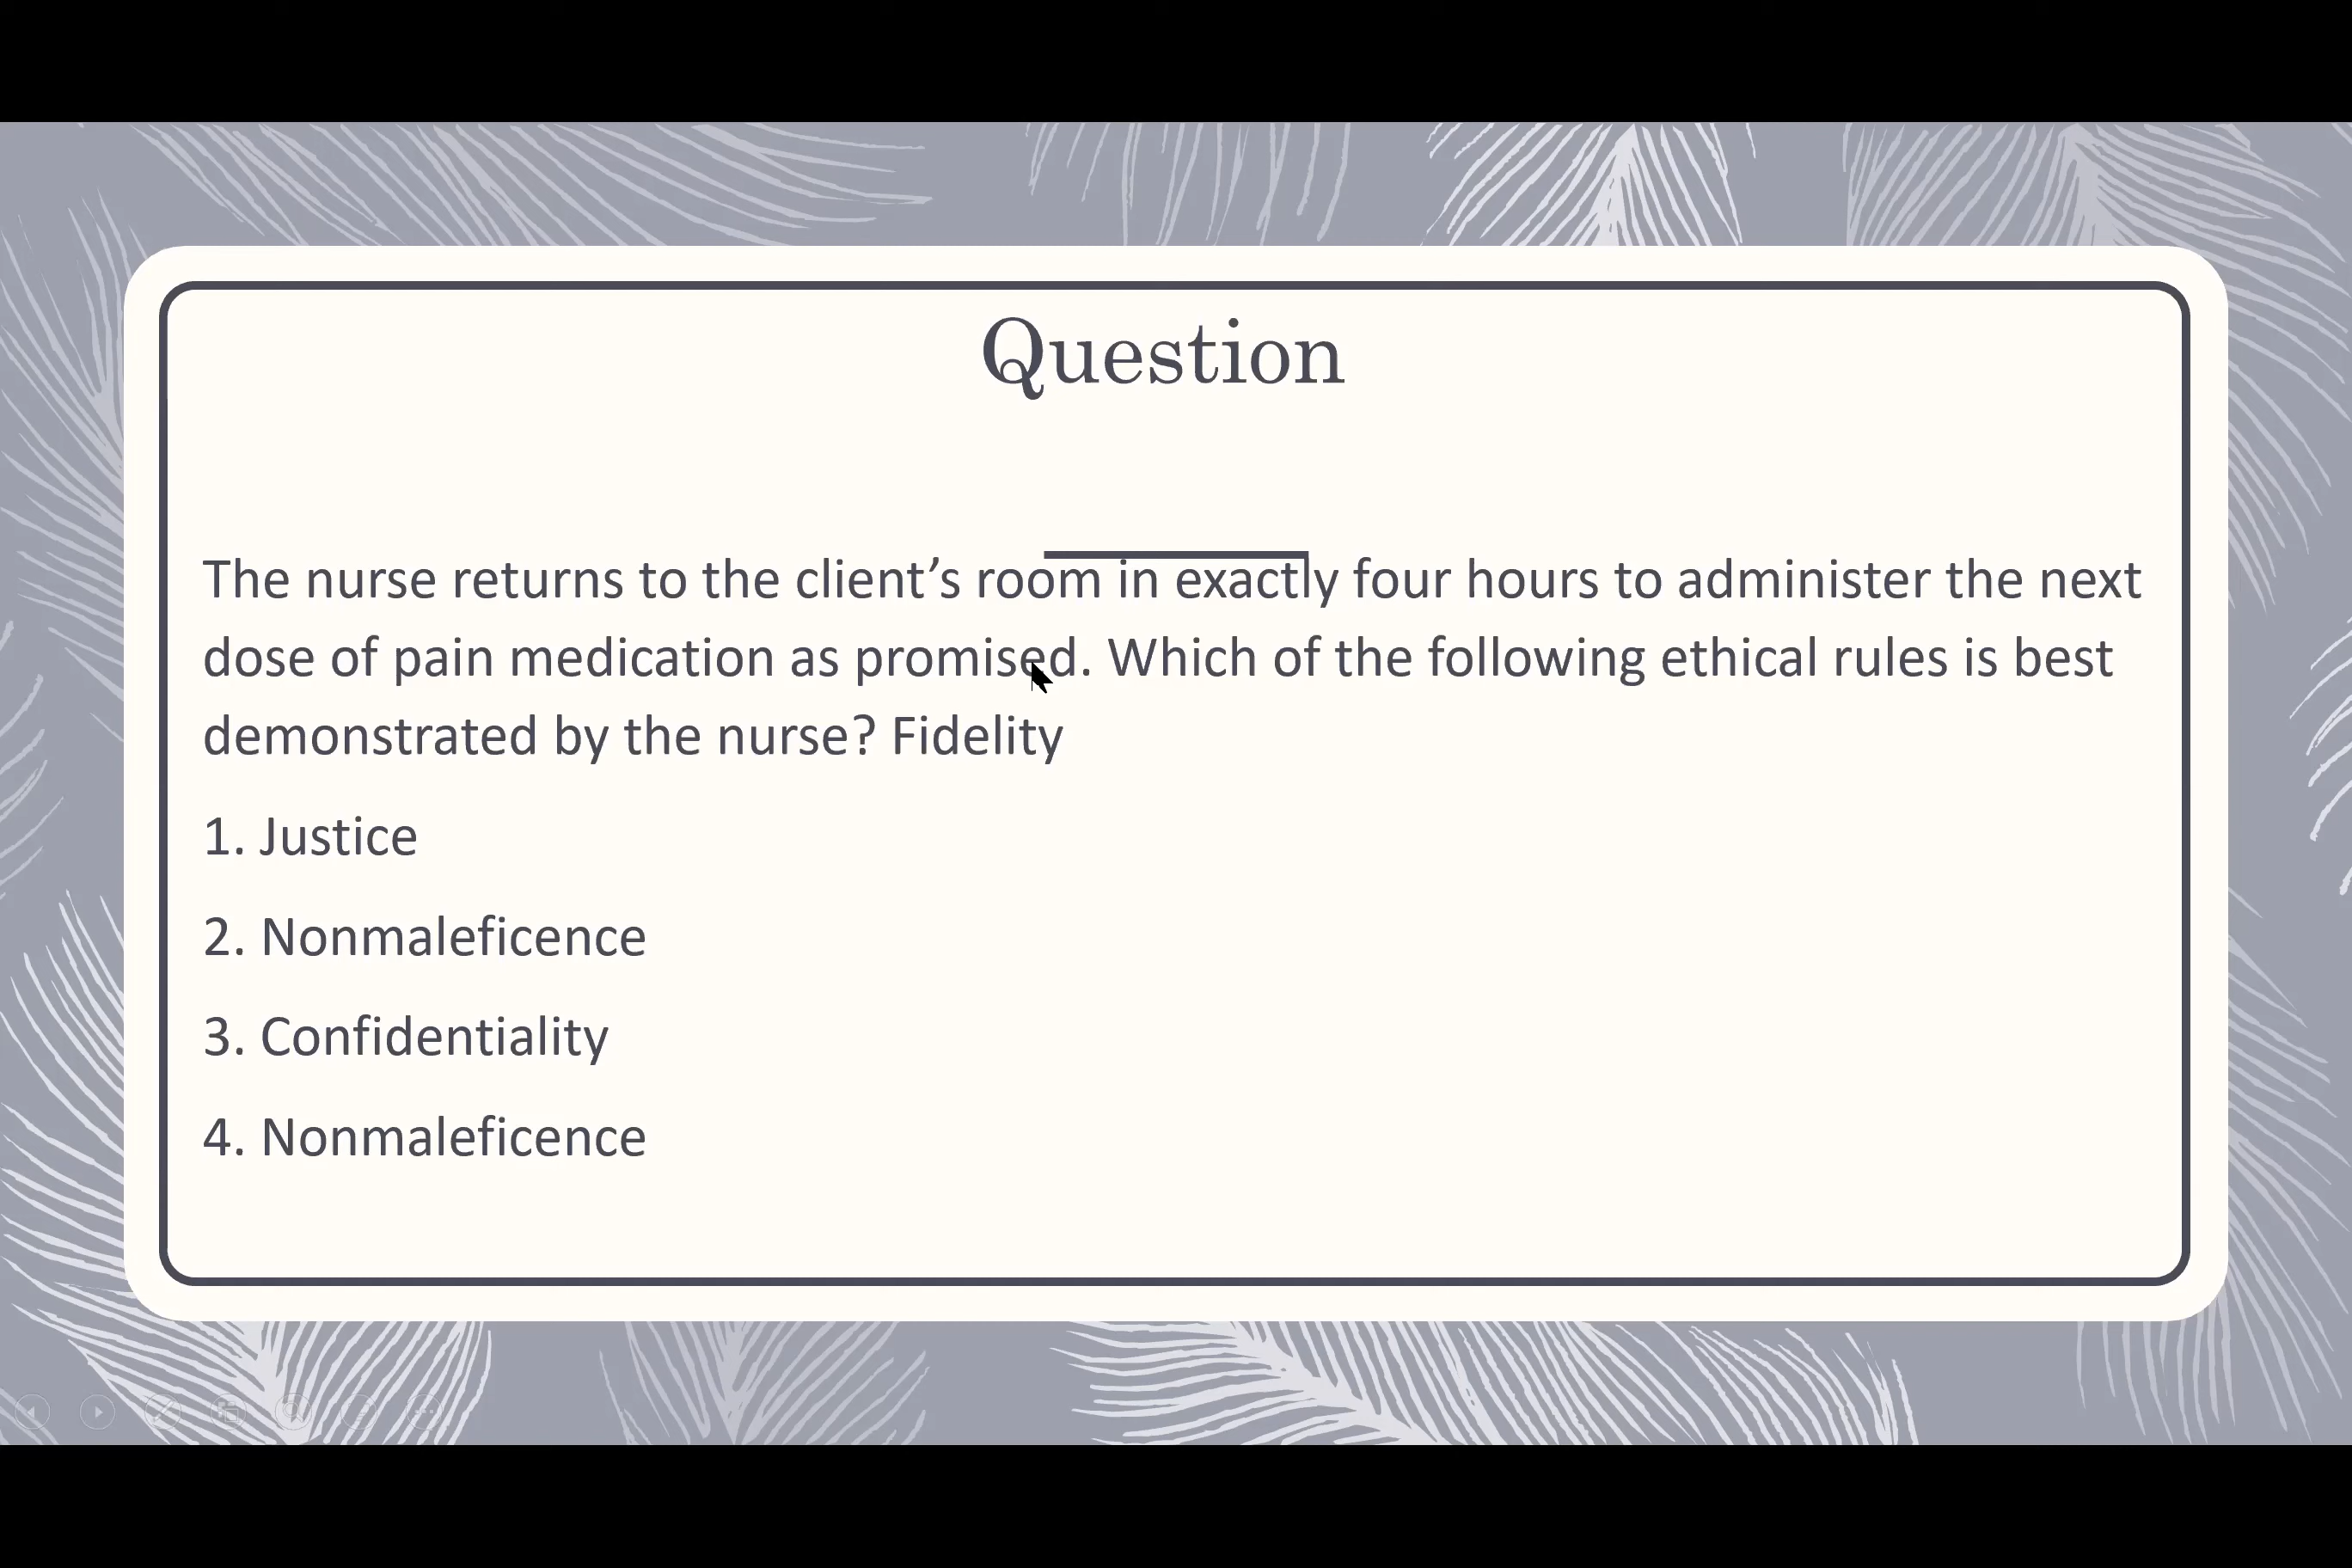 Question
The nurse returns to the client’s room in exactly four hours to administer the next
dose of pain medication as promised. Which of the following ethical rules is best
demonstrated by the nurse? Fidelity
1. Justice
2. Nonmaleficence
3. Confidentiality
4. Nonmaleficence